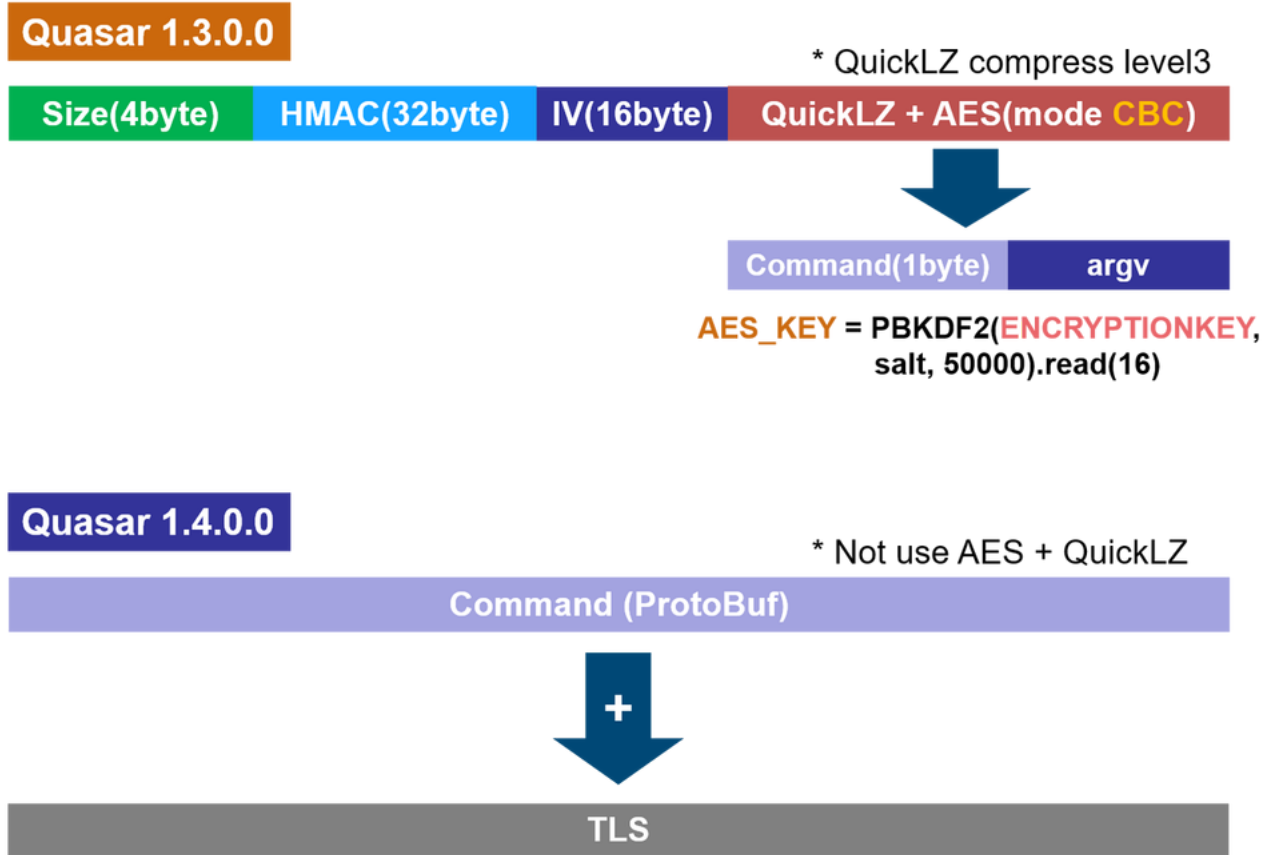 Quasar 1.3.0.0
* QuickLZ compress level3
Size(4byte) HMAC(32byte) IV(16byte) QuickLZ + AES(mode CBC)
Command(1byte) argv
AES_KEY = PBKDF2(ENCRYPTIONKEY,
salt, 50000).read(16)
Quasar 1.4.0.0
* Not use AES + QuickLZ
Command (ProtoBuf)
+
TLS